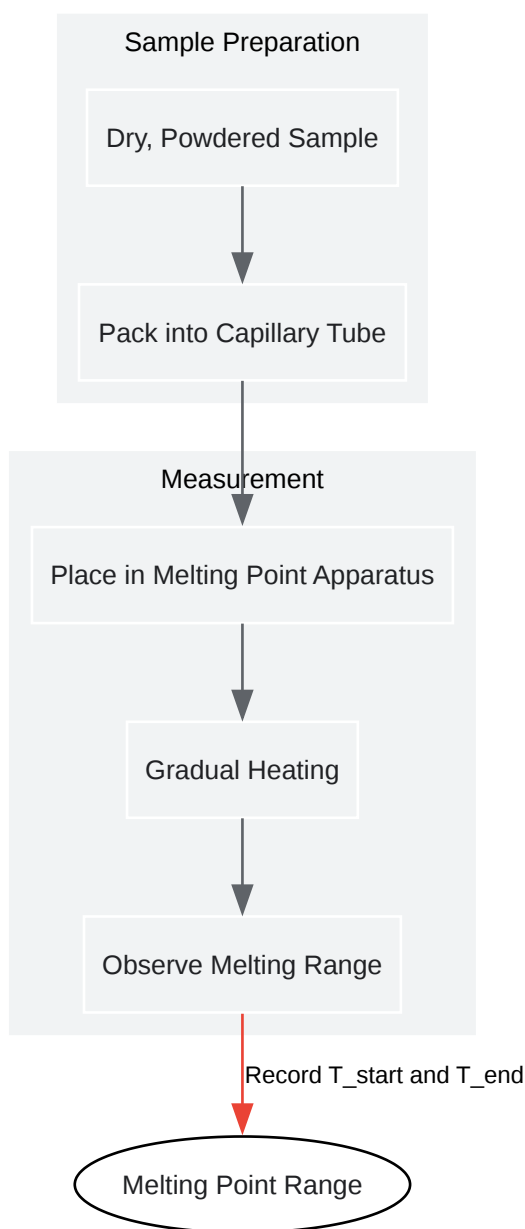 Sample Preparation
Dry, Powdered Sample
Pack into Capillary Tube
Measurement
Place in Melting Point Apparatus
Gradual Heating
Observe Melting Range
Record T_start and T_end
Melting Point Range